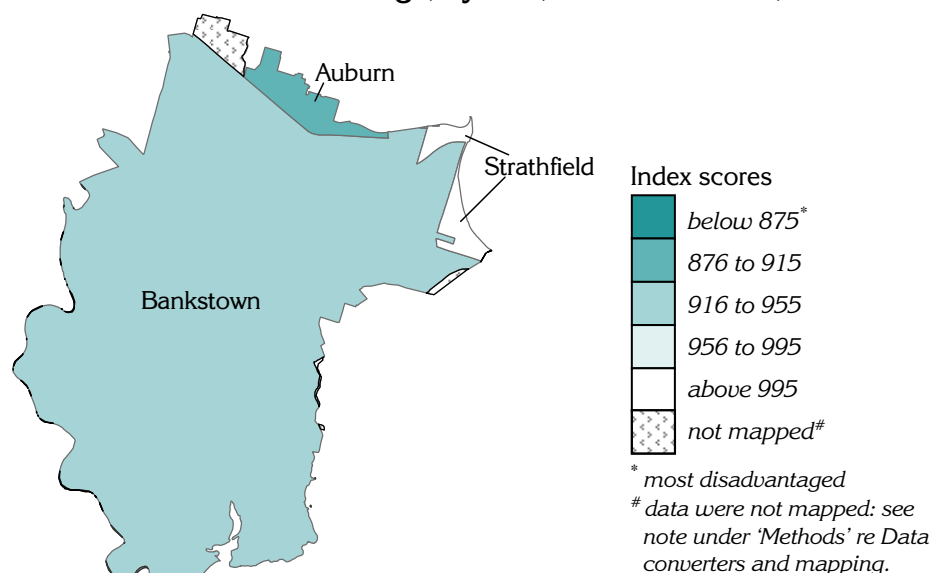 Auburn
Strathfield
Bankstown
Index scores
below 875*
876 to 915
916 to 955
956 to 995
above 995
not mapped#
* most disadvantaged
# data were not mapped: see
note under ‘Methods’ re Data
converters and mapping.